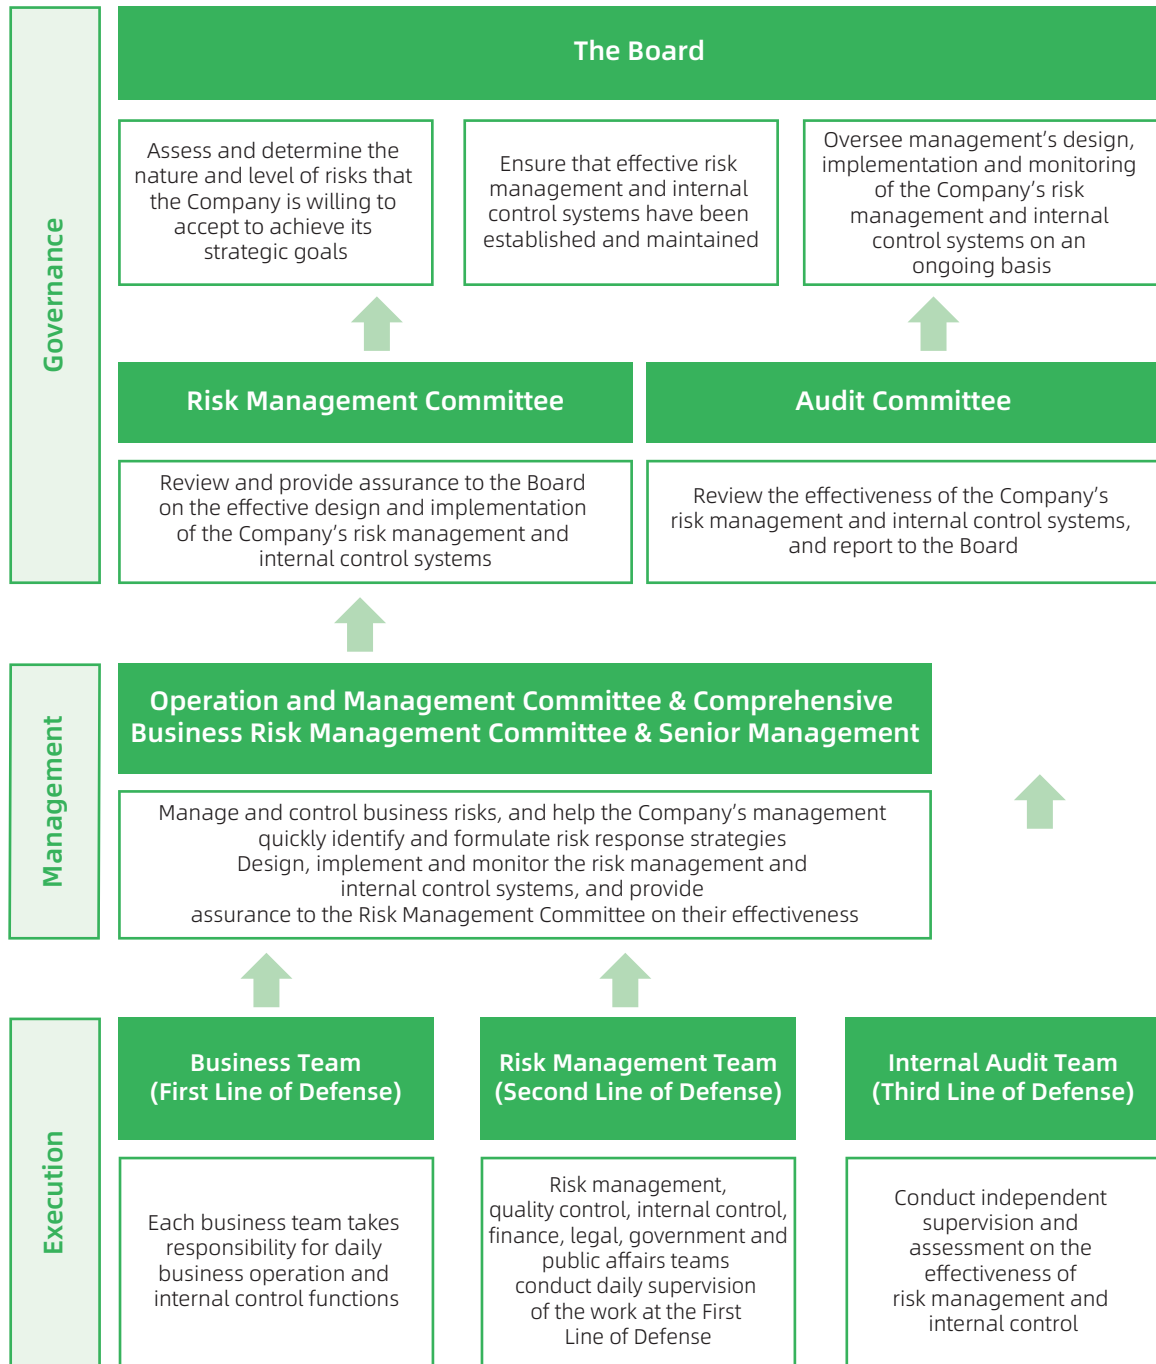 Governance
The Board
Assess and determine the
nature and level of risks that
the Company is willing to
accept to achieve its
strategic goals
Ensure that effective risk
management and internal
control systems have been
established and maintained
Oversee management’s design,
implementation and monitoring
of the Company’s risk
management and internal
control systems on an
ongoing basis
Risk Management Committee
Review and provide assurance to the Board
on the effective design and implementation
of the Company’s risk management and
internal control systems
Audit Committee
Review the effectiveness of the Company’s
risk management and internal control systems,
and report to the Board
Management
Operation and Management Committee & Comprehensive
Business Risk Management Committee & Senior Management
Manage and control business risks, and help the Company’s management
quickly identify and formulate risk response strategies
Design, implement and monitor the risk management and
internal control systems, and provide
assurance to the Risk Management Committee on their effectiveness
Execution
Business Team
(First Line of Defense)
Each business team takes
responsibility for daily
business operation and
internal control functions
Risk Management Team
(Second Line of Defense)
Risk management,
quality control, internal control,
finance, legal, government and
public affairs teams
conduct daily supervision
of the work at the First
Line of Defense
Internal Audit Team
(Third Line of Defense)
Conduct independent
supervision and
assessment on the
effectiveness of
risk management and
internal control